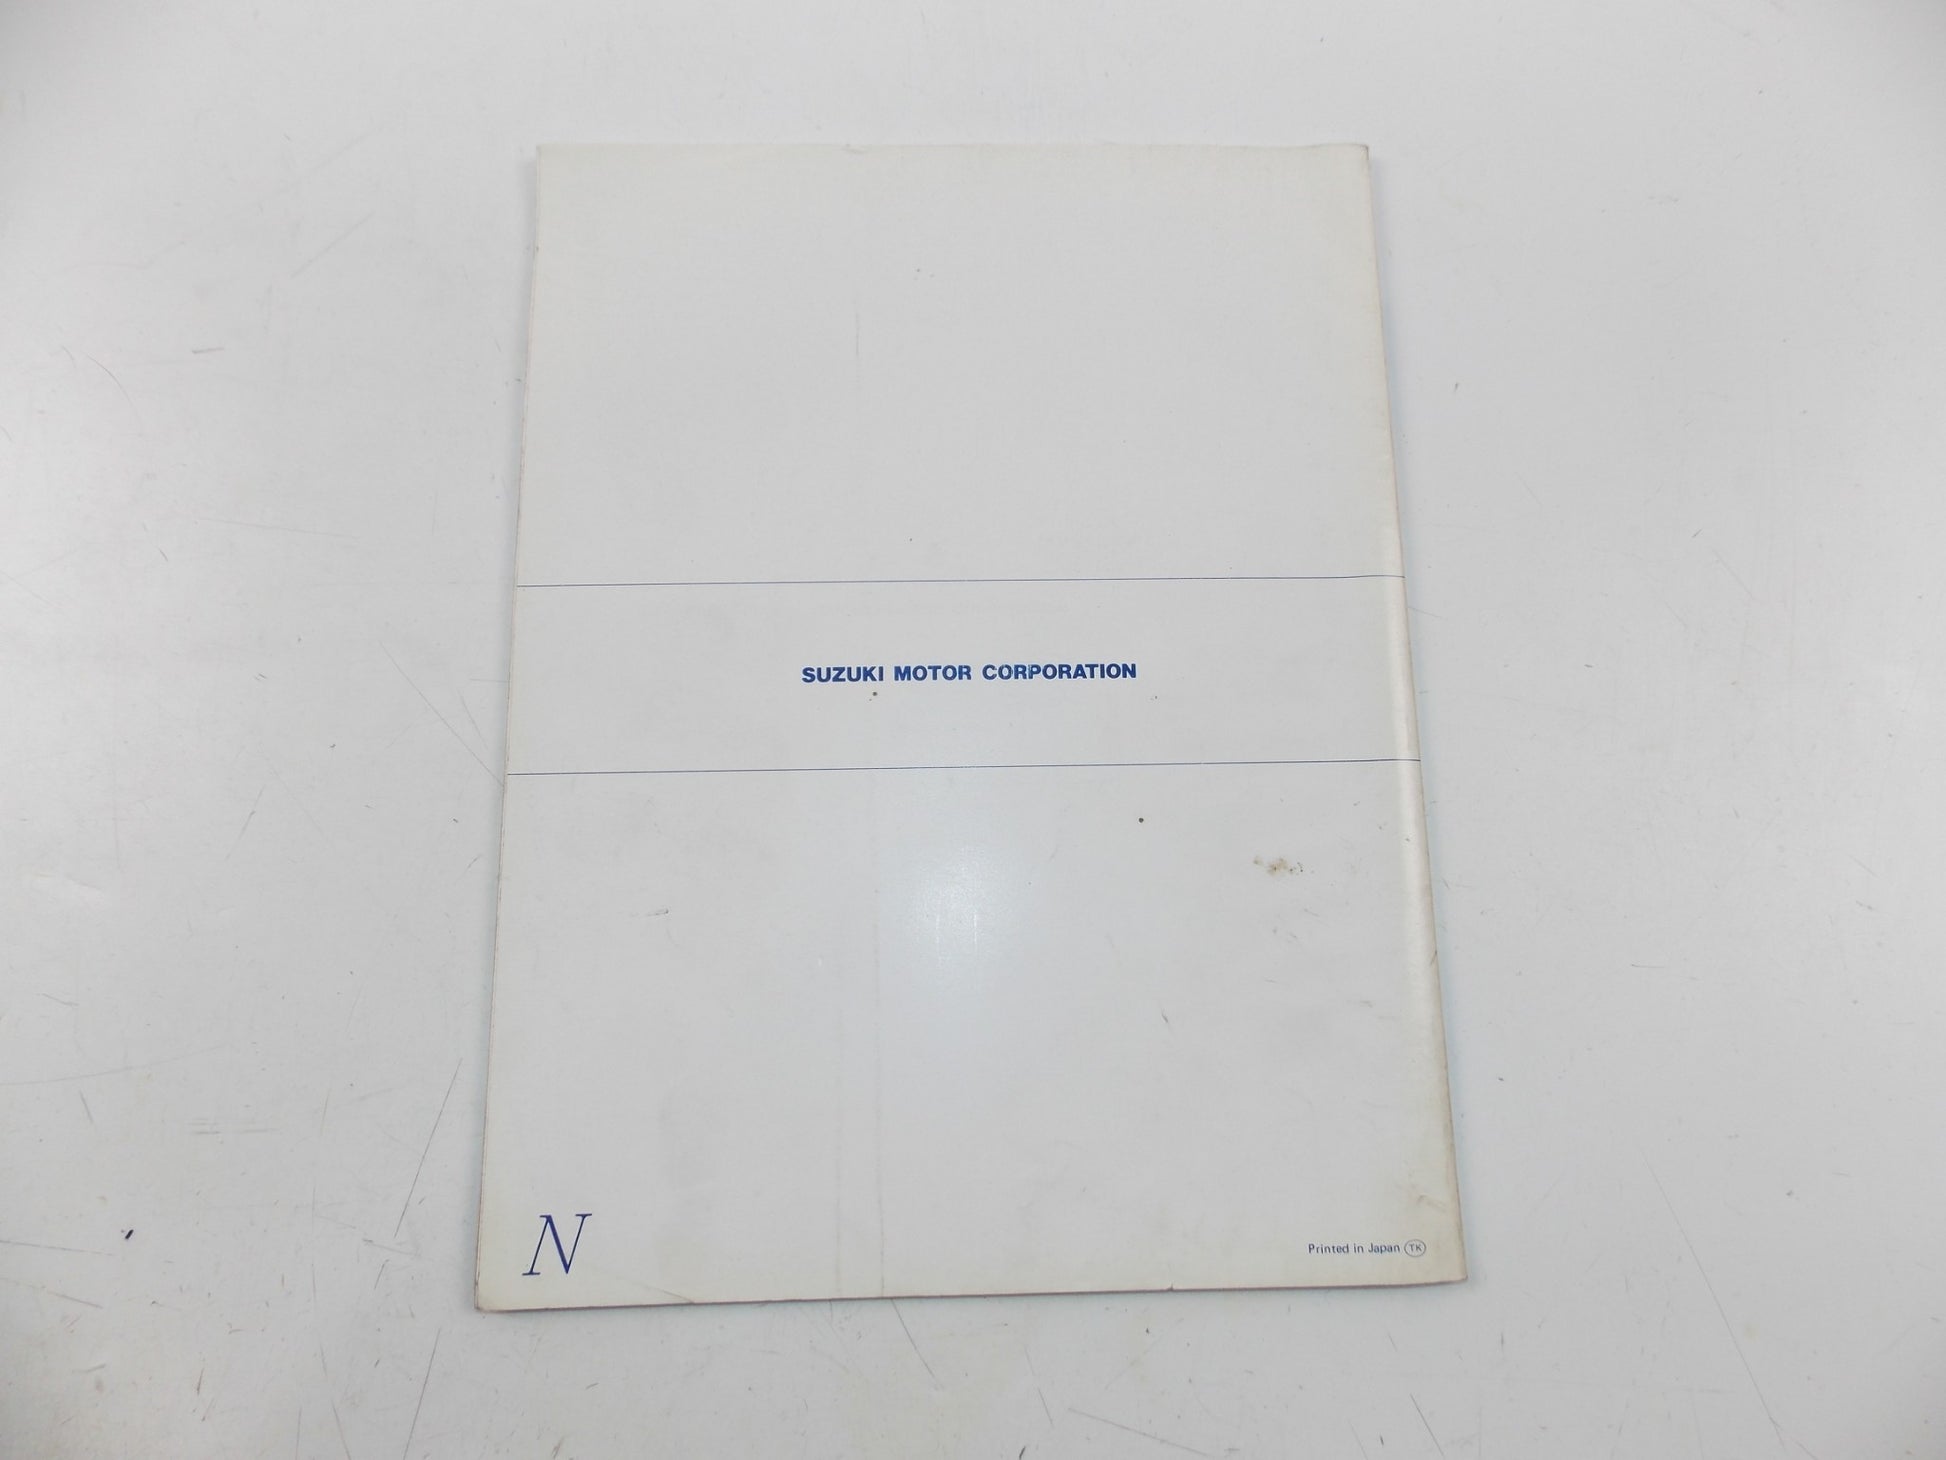 SUZUKI MOTOR CORPORATION
N
Printed in Japan TK